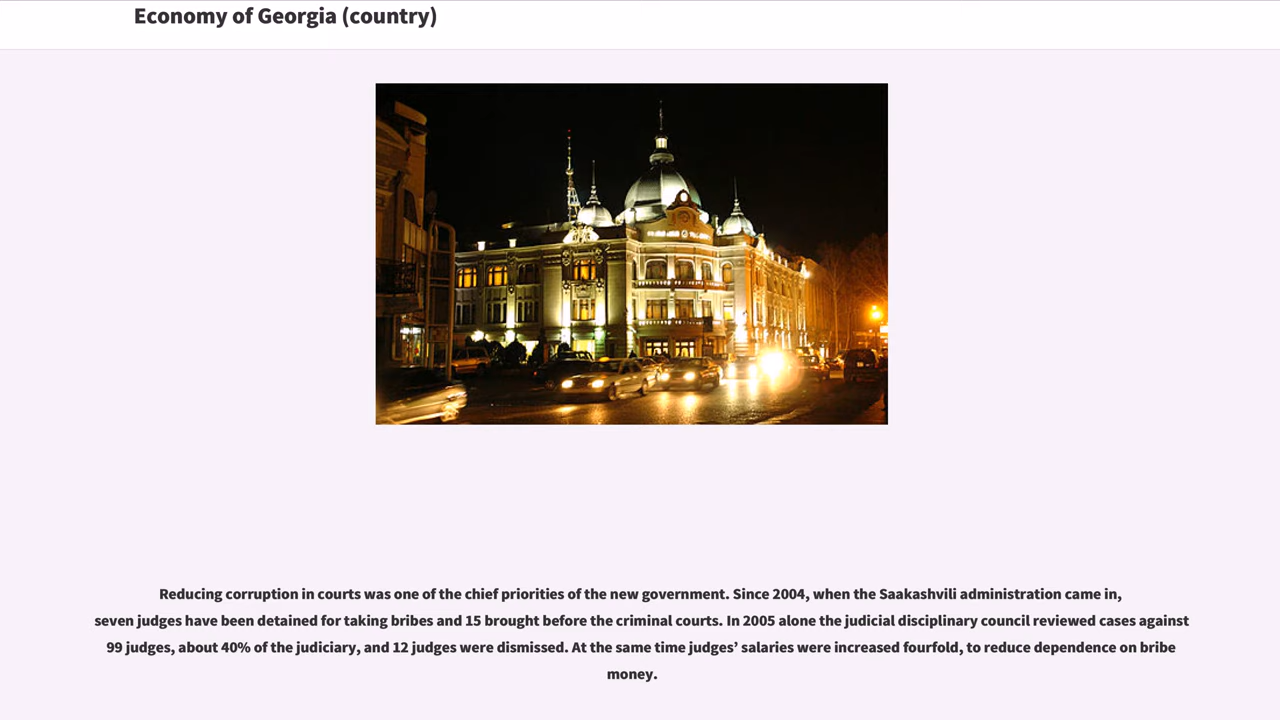 Economy of Georgia (country)
Reducing corruption in courts was one of the chief priorities of the new government. Since 2004, when the Saakashvili administration came in,
seven judges have been detained for taking bribes and 15 brought before the criminal courts. In 2005 alone the judicial disciplinary council reviewed cases against
99 judges, about 40% of the judiciary, and 12 judges were dismissed. At the same time judges’ salaries were increased fourfold, to reduce dependence on bribe
money.